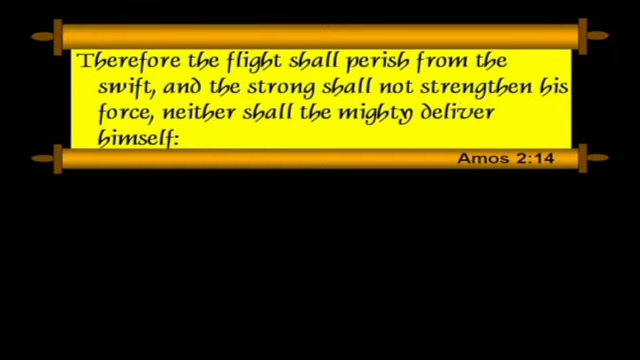 Therefore the flight shall perish from the
swift, and the strong shall not strengthen his
force, neither shall the mighty deliver
himself:
Amos 2:14